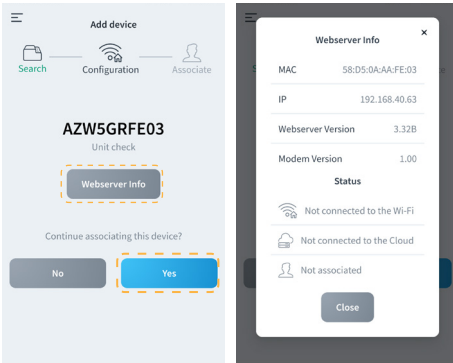 Add device
Search
Configuration
Associate
AZW5GRFE03
Unit check
Webserver Info
Continue associating this device?
No
Yes
Webserver Info
×
MAC 58:D5:0A:AA:FE:03
IP 192.168.40.63
Webserver Version 3.32B
Modem Version 1.00
Status
Not connected to the Wi-Fi
Not connected to the Cloud
Not associated
Close